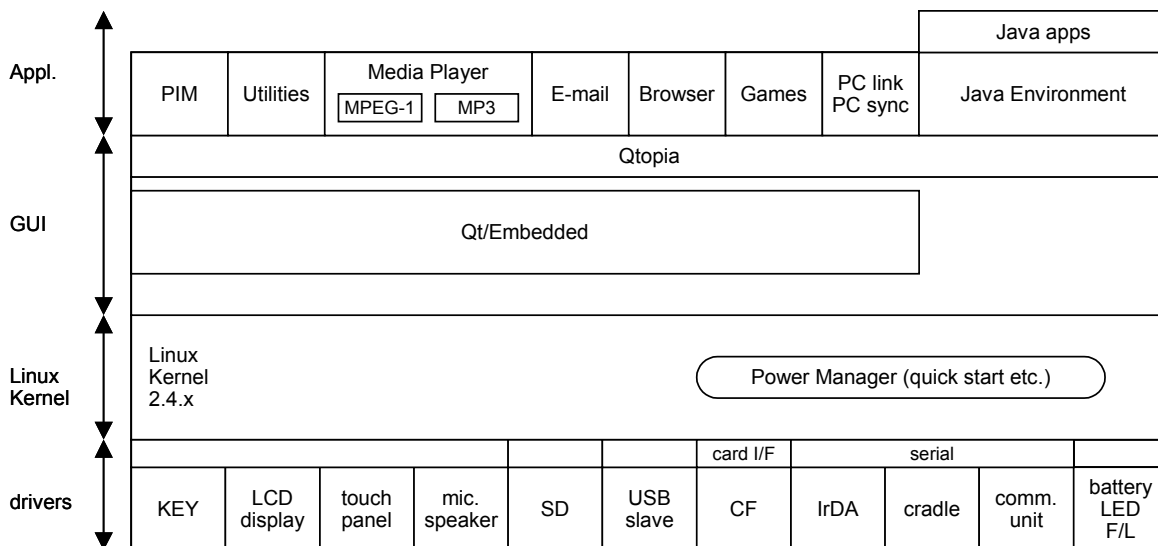 Java apps
Appl.
PIM
Utilities
Media Player
MPEG-1
MP3
E-mail
Browser
Games
PC link
PC sync
Java Environment
Qtopia
GUI
Qt/Embedded
Linux
Kernel
Linux
Kernel
2.4.x
Power Manager (quick start etc.)
card I/F
serial
drivers
KEY
LCD
display
touch
panel
mic.
speaker
SD
USB
slave
CF
IrDA
cradle
comm.
unit
battery
LED
F/L